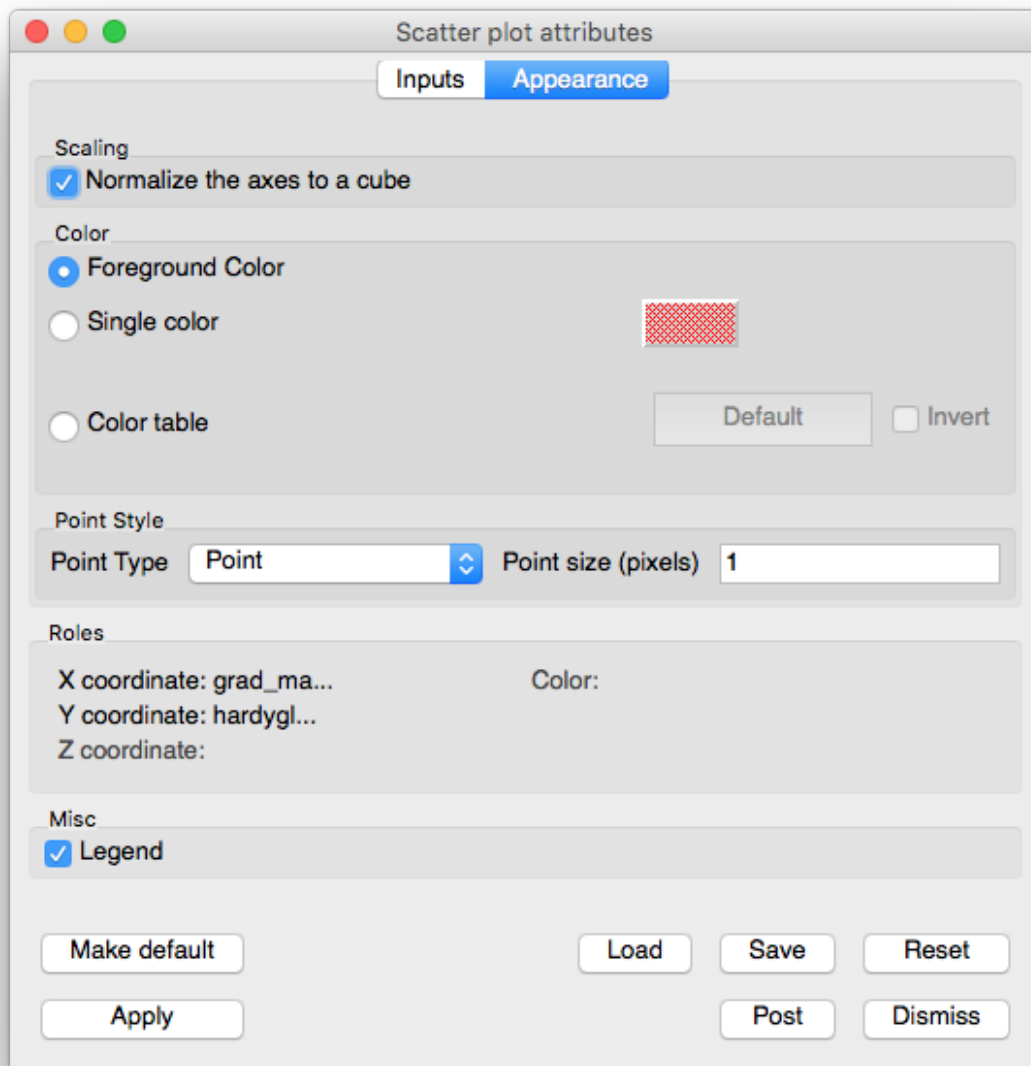 Scatter plot attributes
Inputs Appearance
Scaling
Normalize the axes to a cube
Color
Foreground Color
Single color
Color table Default Invert
Point Style
Point Type Point Point size (pixels) 1
Roles
X coordinate: grad_ma... Color:
Y coordinate: hardygl...
Z coordinate:
Misc
Legend
Make default Load Save Reset
Apply Post Dismiss